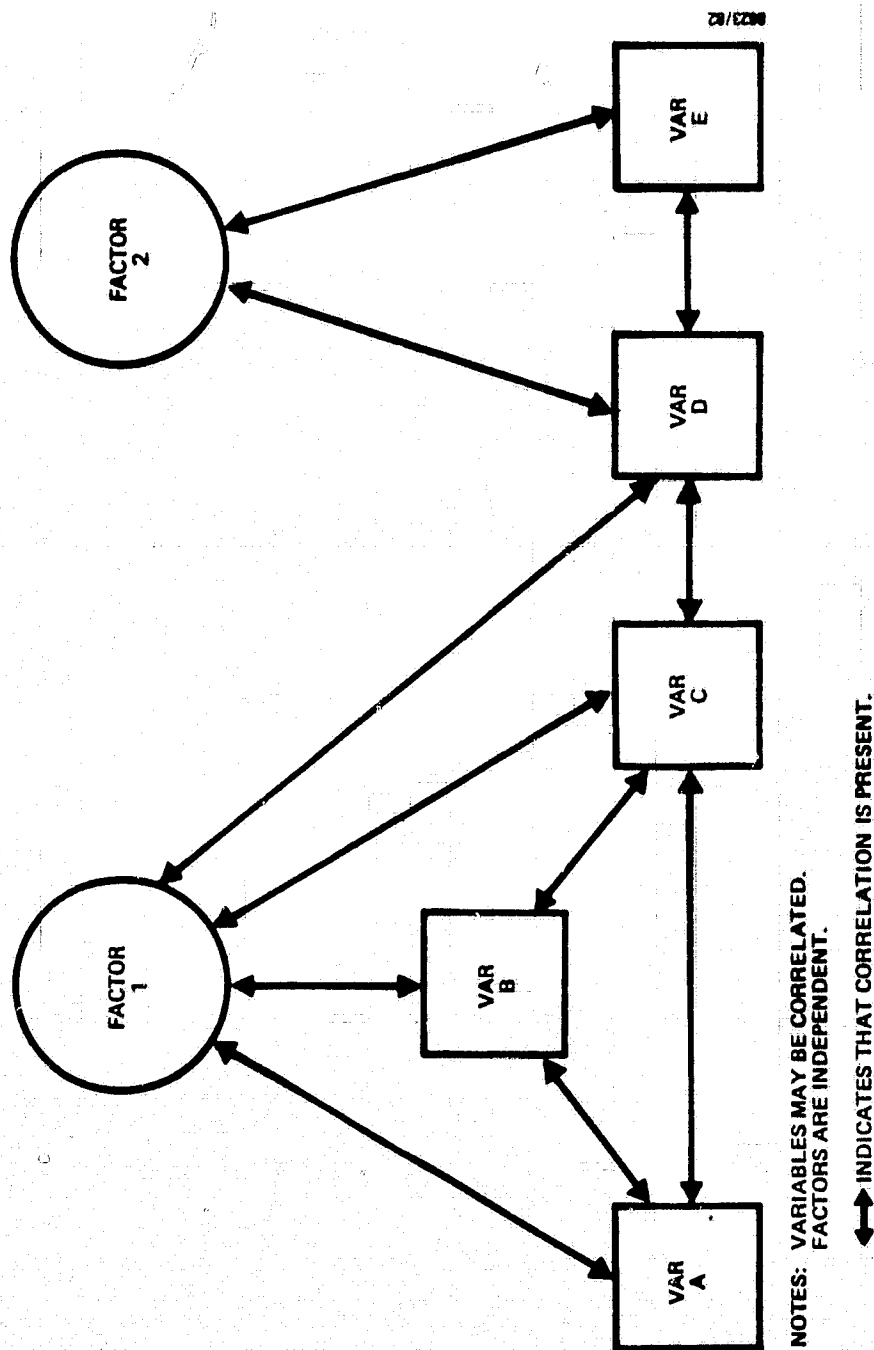 FACTOR
1
FACTOR
2
VAR
A
VAR
B
VAR
C
VAR
D
VAR
E
NOTES: VARIABLES MAY BE CORRELATED.
FACTORS ARE INDEPENDENT.
INDICATES THAT CORRELATION IS PRESENT.